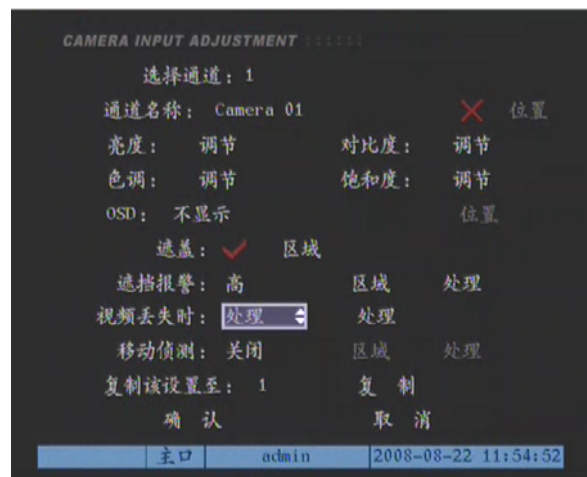 CAMERA INPUT ADJUSTMENT ::::::
选择通道：1
通道名称： Camera 01 位置
亮度： 调节 对比度： 调节
色调： 调节 饱和度： 调节
OSD： 不显示 位置
遮盖： 区域
遮挡报警： 高 区域 处理
视频丢失时： 处理 处理
移动侦测： 关闭 区域 处理
复制该设置至： 1 复 制
确 认 取 消
主口 admin 2008-08-22 11:54:52